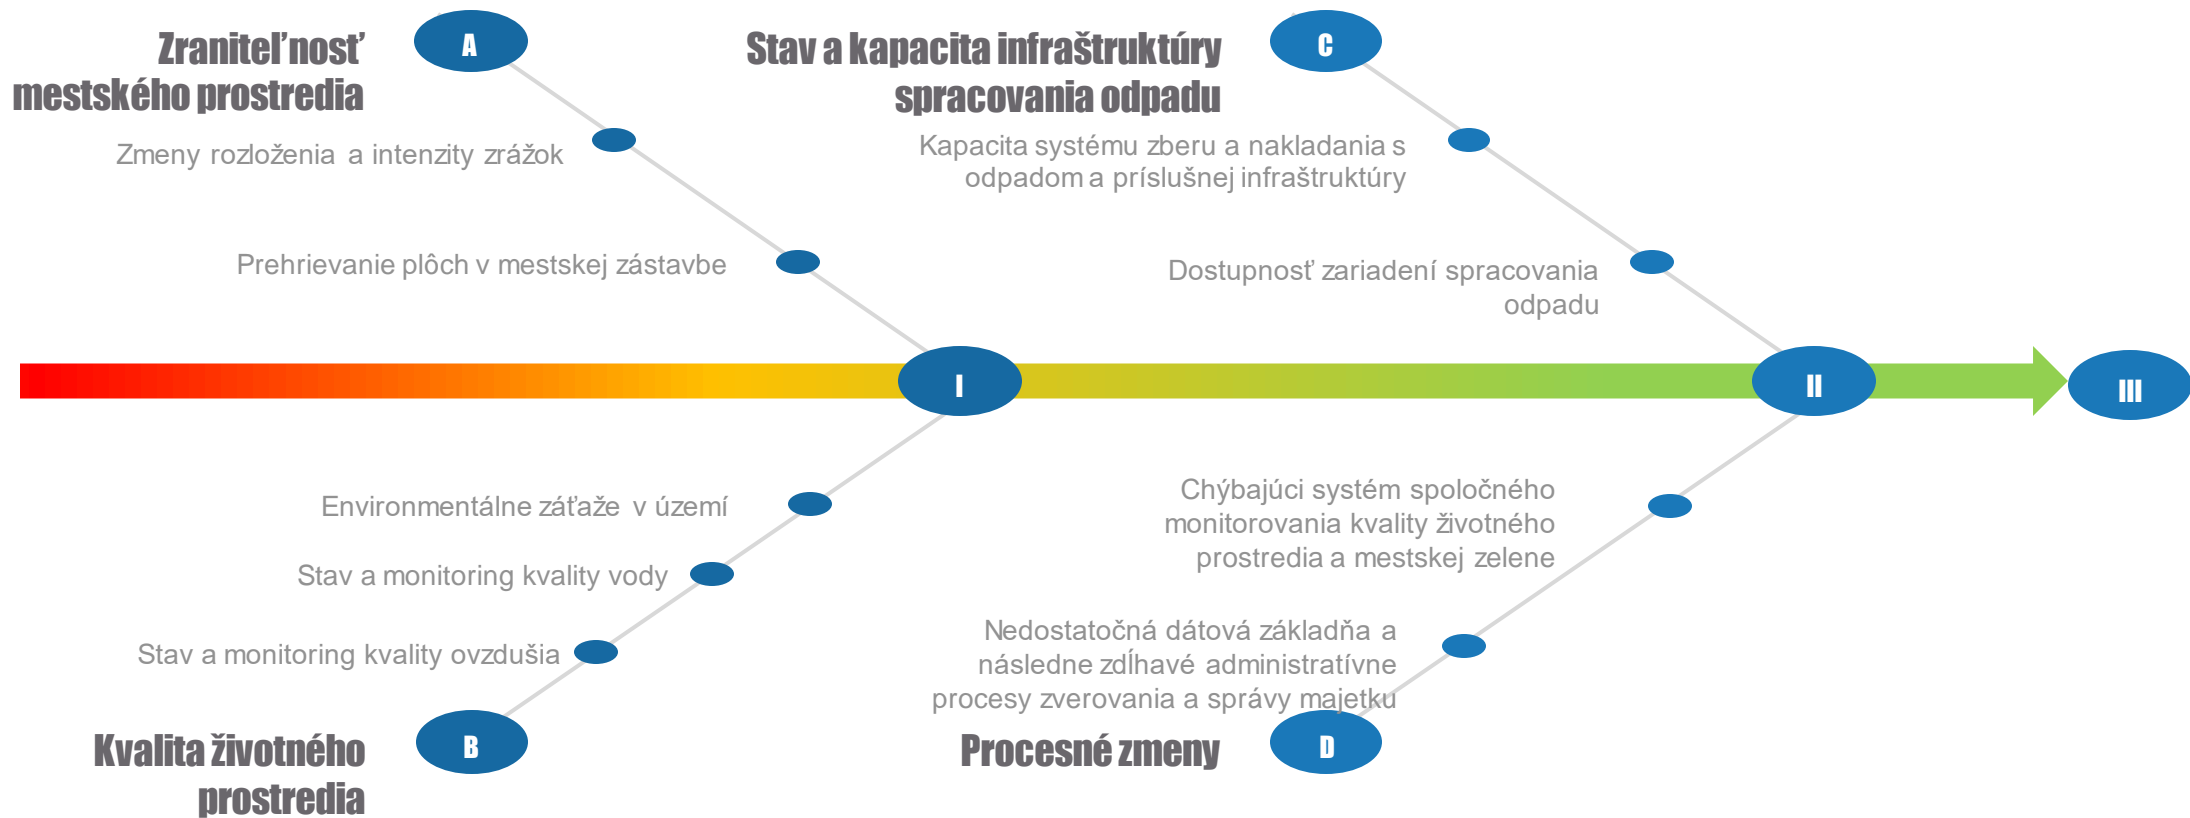 Zraniteľnosť
mestského prostredia
A
Zmeny rozloženia a intenzity zrážok
Prehrievanie plôch v mestskej zástavbe
Stav a kapacita infraštruktúry
spracovania odpadu
C
Kapacita systému zberu a nakladania s
odpadom a príslušnej infraštruktúry
Dostupnosť zariadení spracovania
odpadu
I
II
III
Environmentálne záťaže v území
Stav a monitoring kvality vody
Stav a monitoring kvality ovzdušia
Kvalita životného
prostredia
B
Chýbajúci systém spoločného
monitorovania kvality životného
prostredia a mestskej zelene
Nedostatočná dátová základňa a
následne zdĺhavé administratívne
procesy zverovania a správy majetku
Procesné zmeny
D